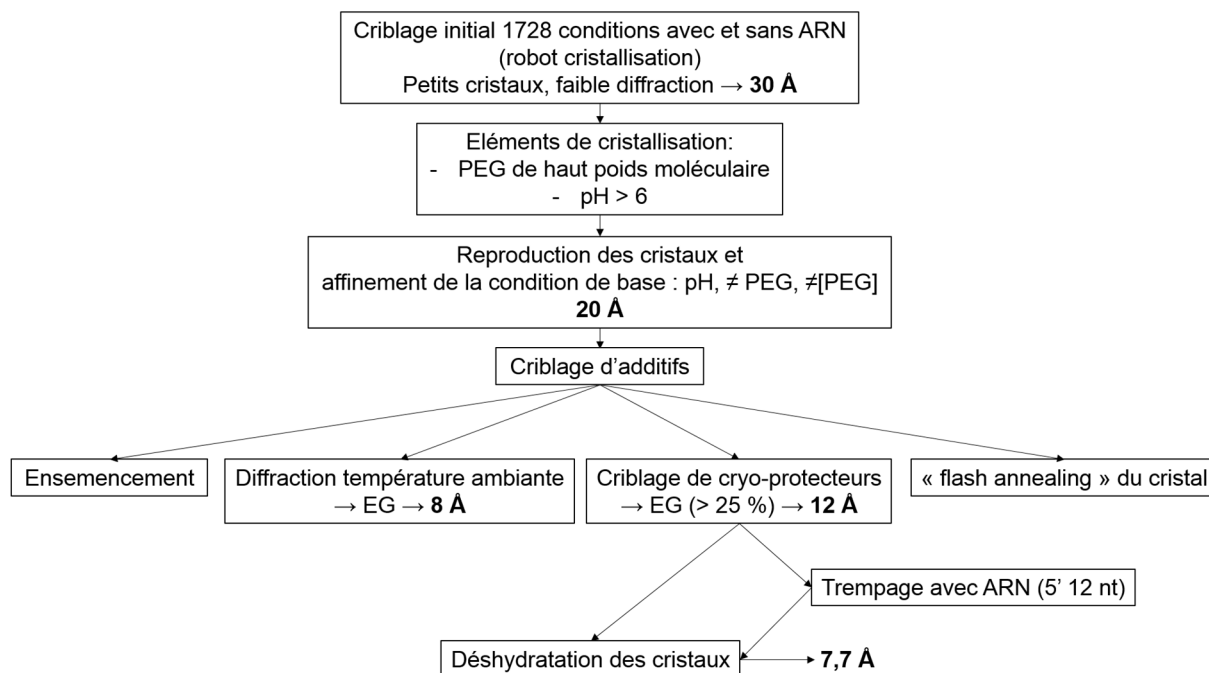 Criblage initial 1728 conditions avec et sans ARN
(robot cristallisation)
Petits cristaux, faible diffraction → 30 Å
Eléments de cristallisation:
- PEG de haut poids moléculaire
- pH > 6
Reproduction des cristaux et
affinement de la condition de base : pH, ≠ PEG, ≠[PEG]
20 Å
Criblage d'additifs
Ensemencement
Diffraction température ambiante
→ EG → 8 Å
Criblage de cryo-protecteurs
→ EG (> 25 %) → 12 Å
« flash annealing » du cristal
Trempage avec ARN (5' 12 nt)
Déshydratation des cristaux
7,7 Å